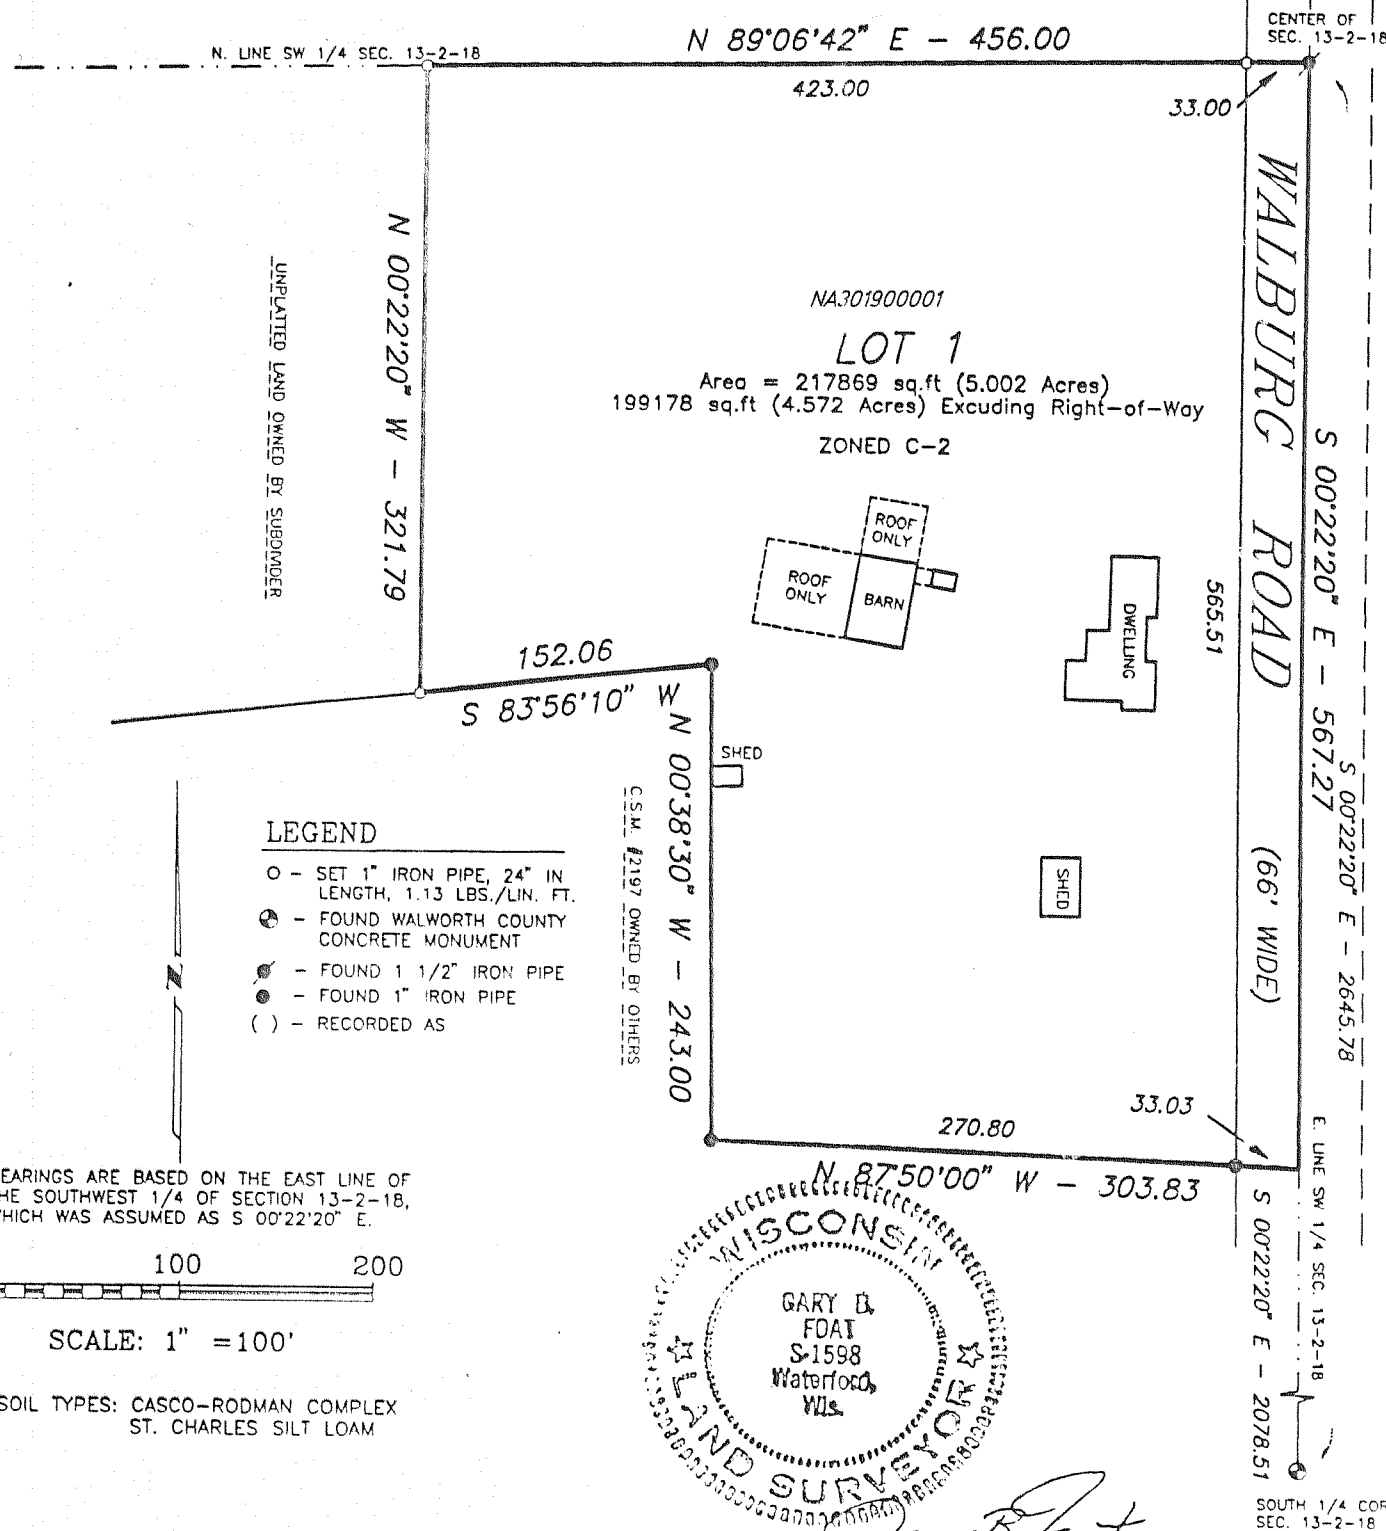 CENTER OF
SEC. 13-2-18
N. LINE SW 1/4 SEC. 13-2-18
N 89°06'42" E - 456.00
423.00
33.00
N 00°22'20" W - 321.79
UNPLATTED LAND OWNED BY SUBDIVIDER
NA301900001
LOT 1
Area = 217869 sq.ft (5.002 Acres)
199178 sq.ft (4.572 Acres) Excuding Right-of-Way
ZONED C-2
WALBURG ROAD (66' WIDE)
S 00°22'20" E - 567.27
S 00°22'20" E - 2645.78
565.51
ROOF
ONLY
ROOF
ONLY
BARN
DWELLING
152.06
S 83°56'10" W
SHED
N 00°38'30" W - 243.00
C.S.M. #2197 OWNED BY OTHERS
SHED
LEGEND
O - SET 1" IRON PIPE, 24" IN
LENGTH, 1.13 LBS./LIN. FT.
- FOUND WALWORTH COUNTY
CONCRETE MONUMENT
- FOUND 1 1/2" IRON PIPE
- FOUND 1" IRON PIPE
( ) - RECORDED AS
N
33.03
270.80
N 87°50'00" W - 303.83
E. LINE SW 1/4 SEC. 13-2-18
S 00°22'20" E - 2078.51
EARINGS ARE BASED ON THE EAST LINE OF
HE SOUTHWEST 1/4 OF SECTION 13-2-18,
HICH WAS ASSUMED AS S 00°22'20" E.
100 200
SCALE: 1" =100'
SOIL TYPES: CASCO-RODMAN COMPLEX
ST. CHARLES SILT LOAM
WISCONSIN
GARY D.
FOAT
S-1598
Waterford,
Wis.
LAND SURVEYOR
SOUTH 1/4 COR
SEC. 13-2-18